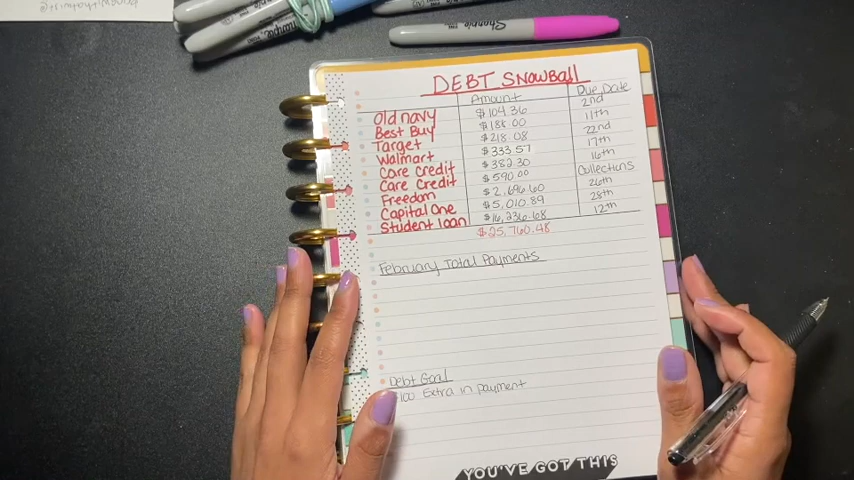 Sharpie
DEBT SNOWBALL
Amount Due Date
Old navy $104.36 2nd
Best Buy $188.00 11th
Target $218.08 22nd
Walmart $333.57 17th
Care Credit $382.30 16th
Care Credit $590.00 Collections
Freedom $2,696.60 26th
Capital One $5,010.89 28th
Student loan $16,236.68 12th
$25,760.48
February Total Payments
Debt Goal
100 Extra in payment
YOU'VE GOT THIS